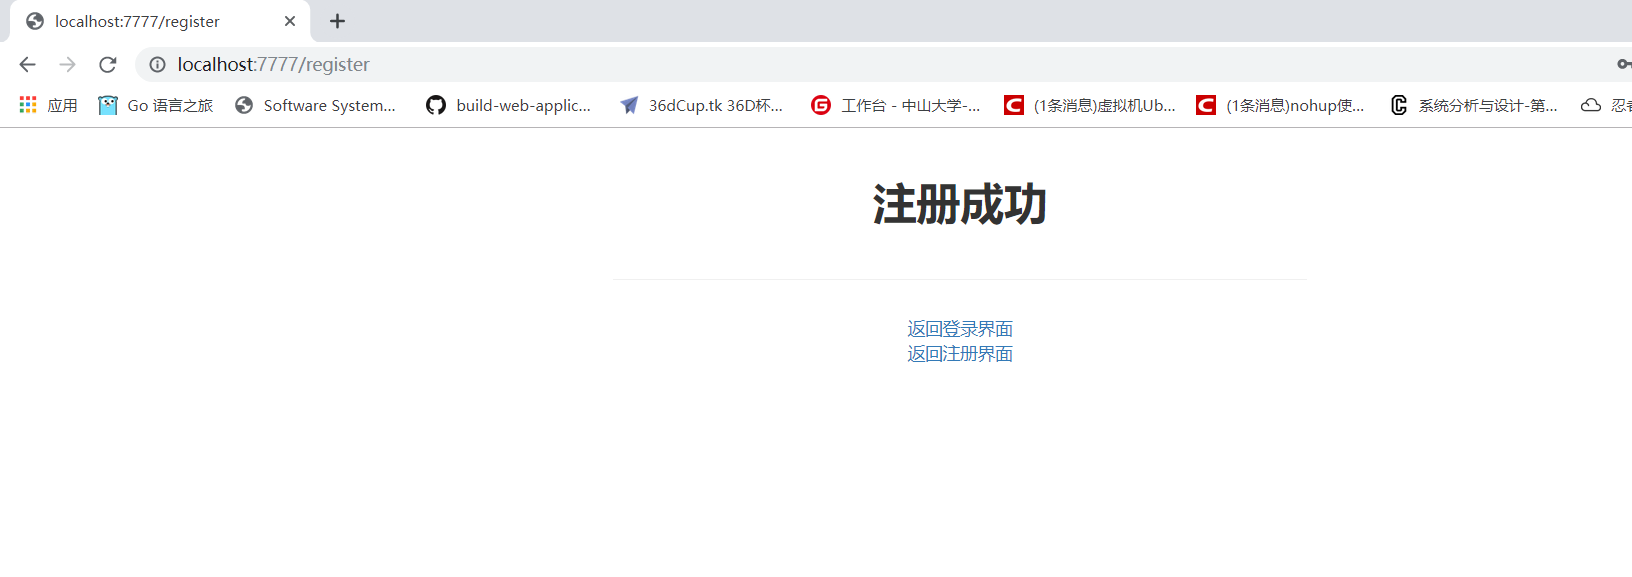 localhost:7777/register
localhost:7777/register
应用 Go 语言之旅 Software System... build-web-applic... 36dCup.tk 36D杯... 工作台 - 中山大学-... (1条消息)虚拟机Ub... (1条消息)nohup使... 系统分析与设计-第... 忍者
注册成功
返回登录界面
返回注册界面